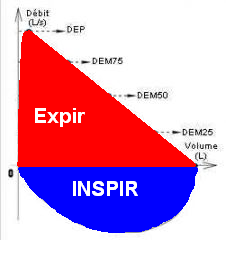 Débit
(L/s)
DEP
DEM75
DEM50
Expir
DEM25
Volume
(L)
0
INSPIR